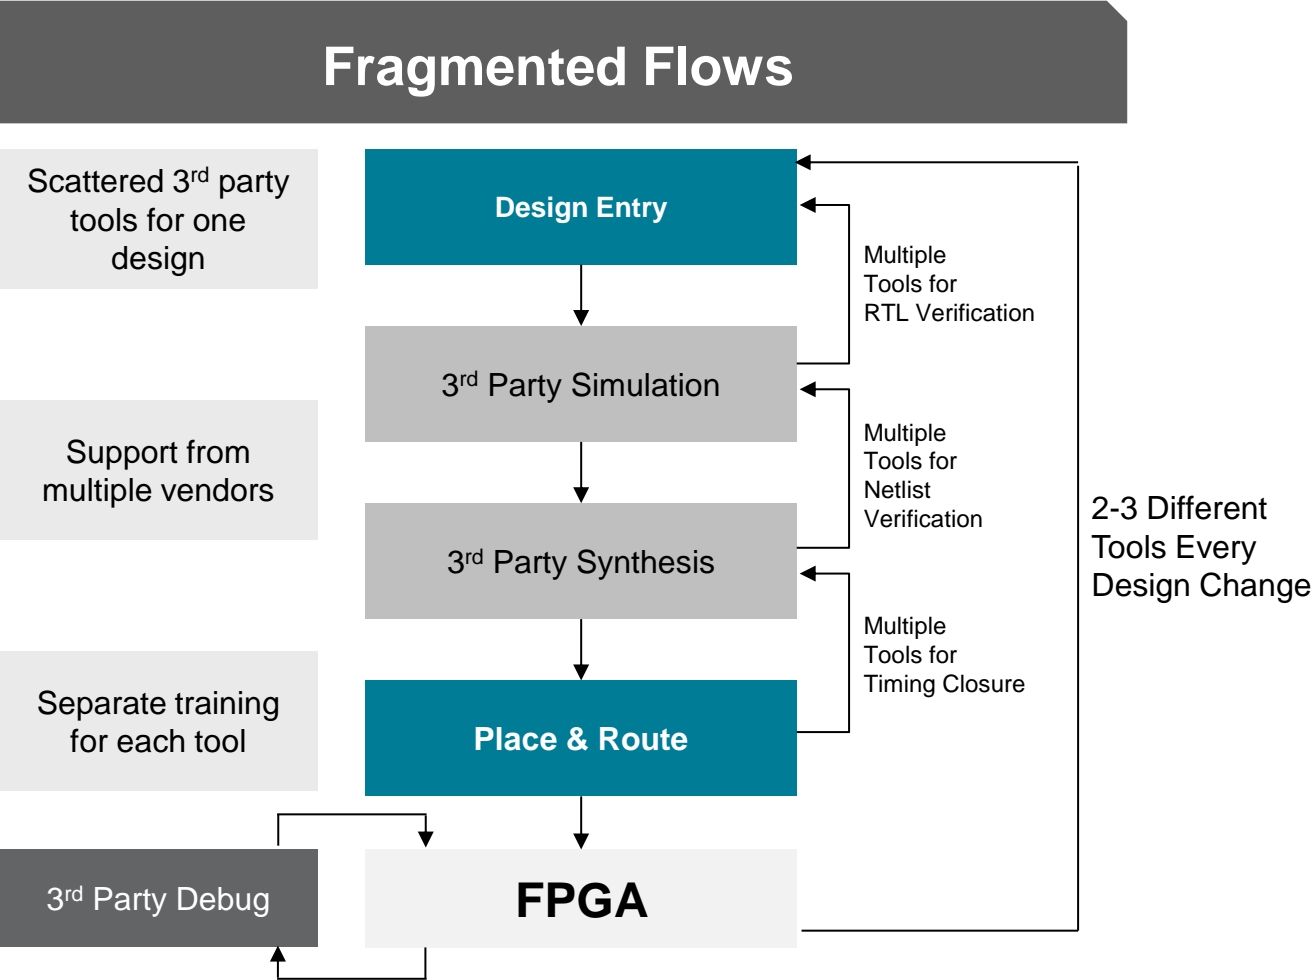 Fragmented Flows
Scattered 3rd party
tools for one
design
Design Entry
Multiple
Tools for
RTL Verification
3rd Party Simulation
Support from
multiple vendors
Multiple
Tools for
Netlist
Verification
2-3 Different
Tools Every
Design Change
3rd Party Synthesis
Multiple
Tools for
Timing Closure
Separate training
for each tool
Place & Route
3rd Party Debug
FPGA